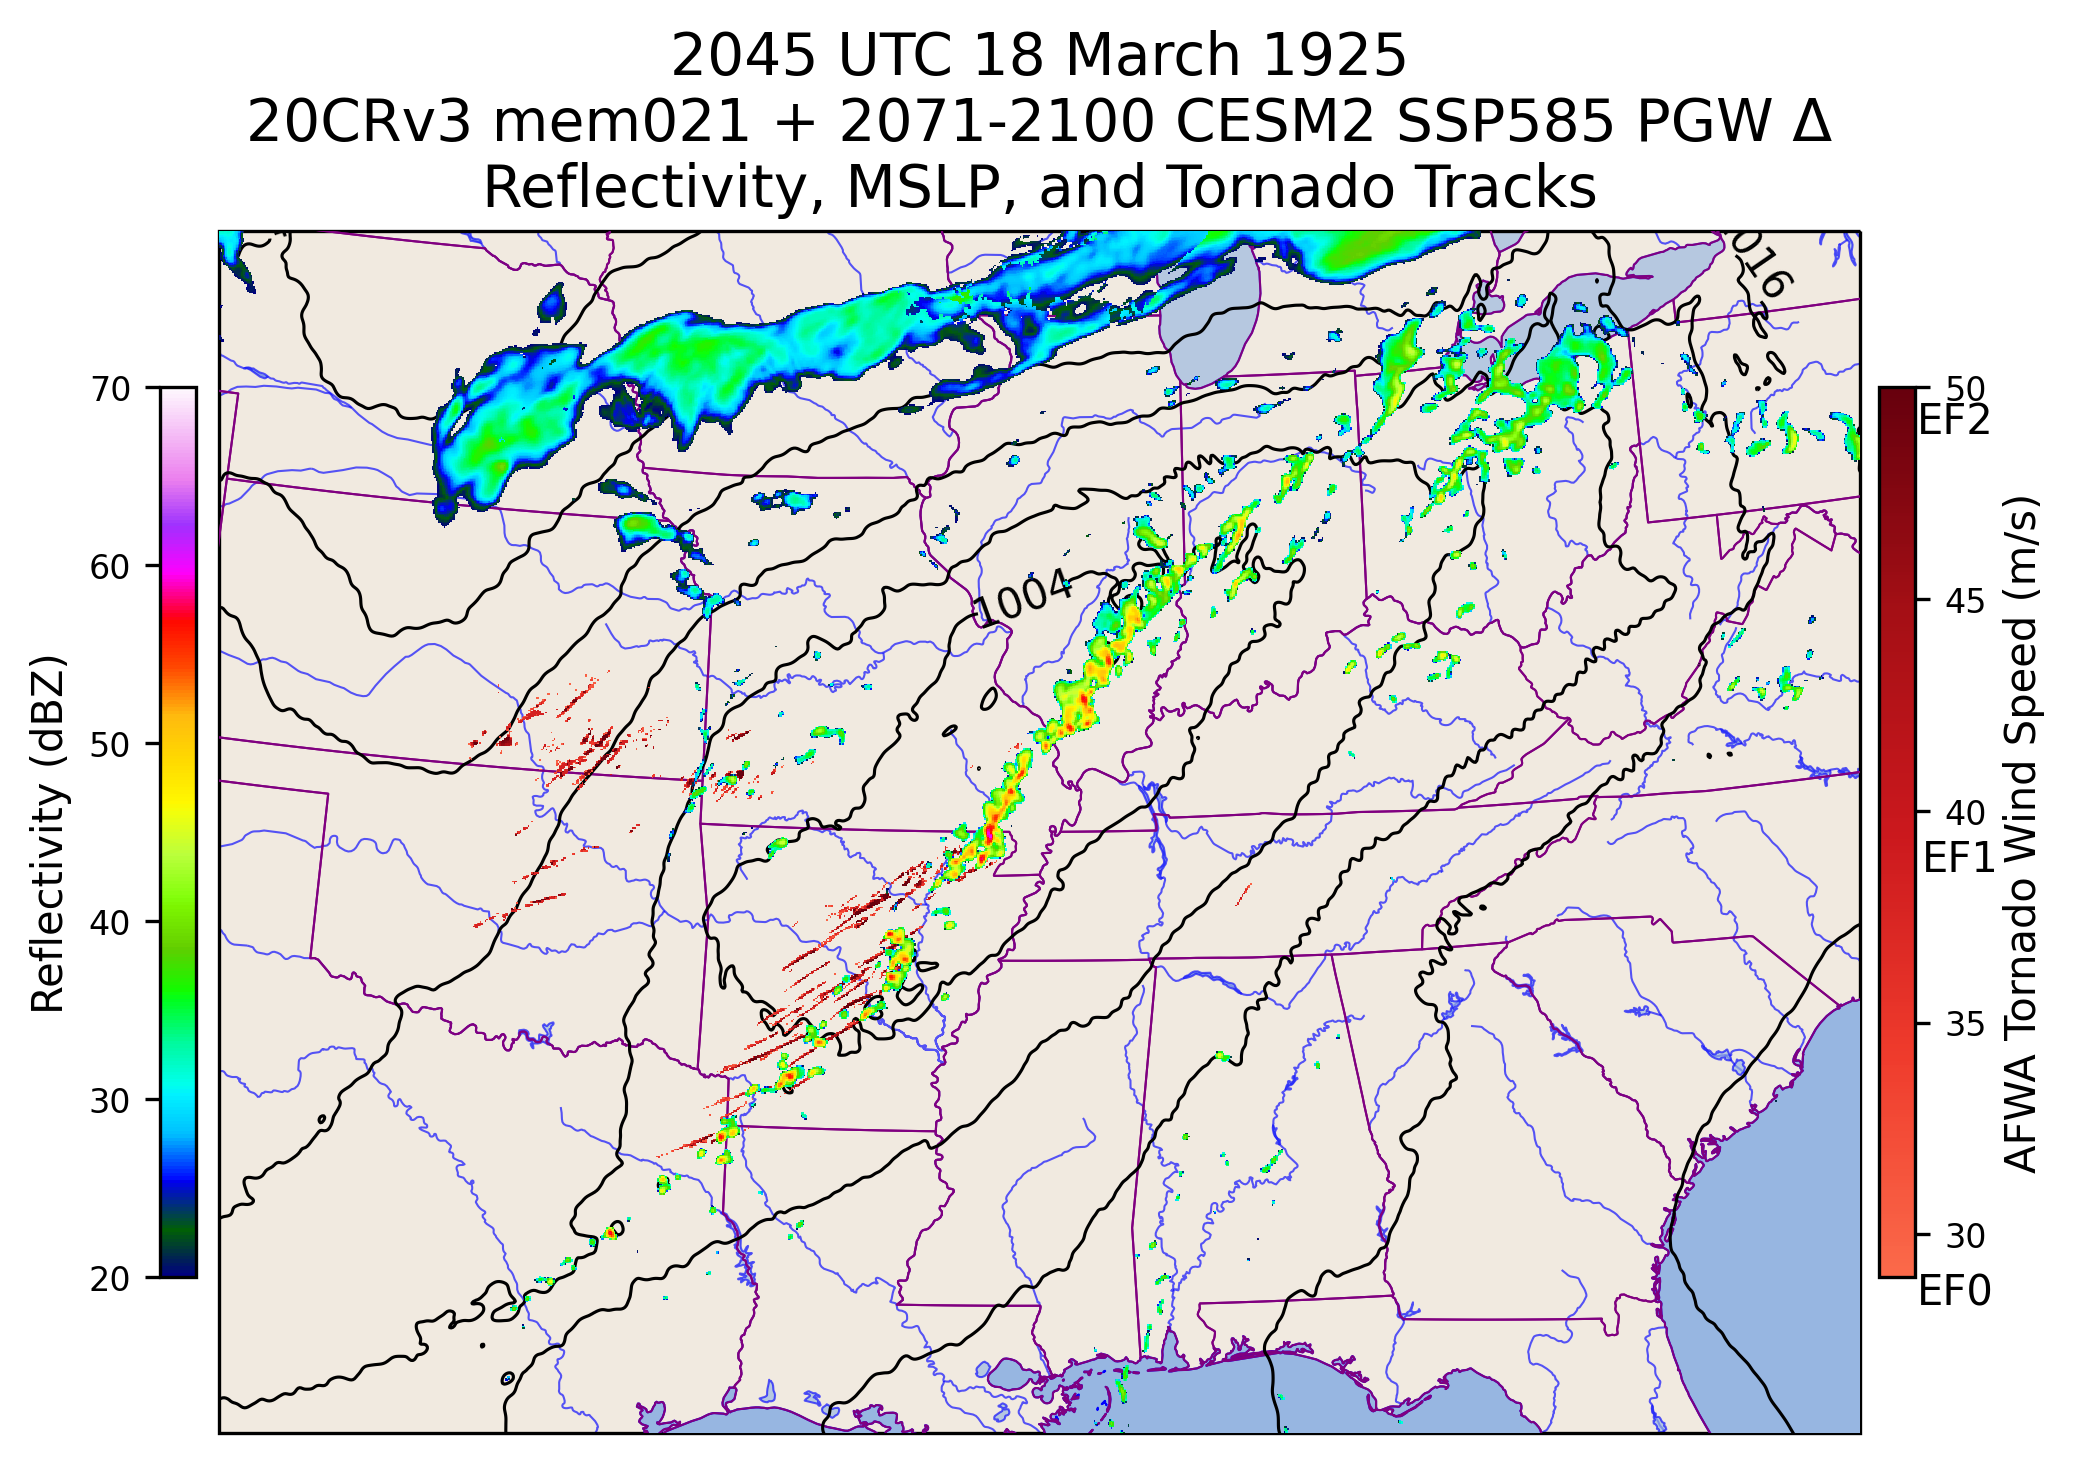 2045 UTC 18 March 1925
20CRv3 mem021 + 2071-2100 CESM2 SSP585 PGW Δ
Reflectivity, MSLP, and Tornado Tracks
70
60
50
40
30
20
Reflectivity (dBZ)
1004
50
EF2
45
40
EF1
35
30
EF0
AFWA Tornado Wind Speed (m/s)